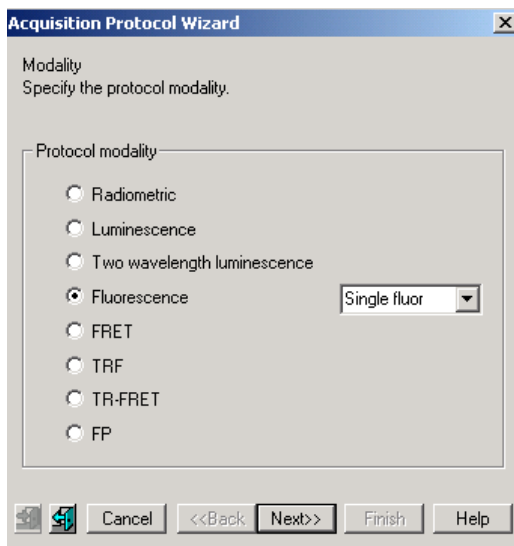 Acquisition Protocol Wizard
Modality
Specify the protocol modality.
Protocol modality
Radiometric
Luminescence
Two wavelength luminescence
Fluorescence Single fluor
FRET
TRF
TR-FRET
FP
Cancel <<Back Next>> Finish Help